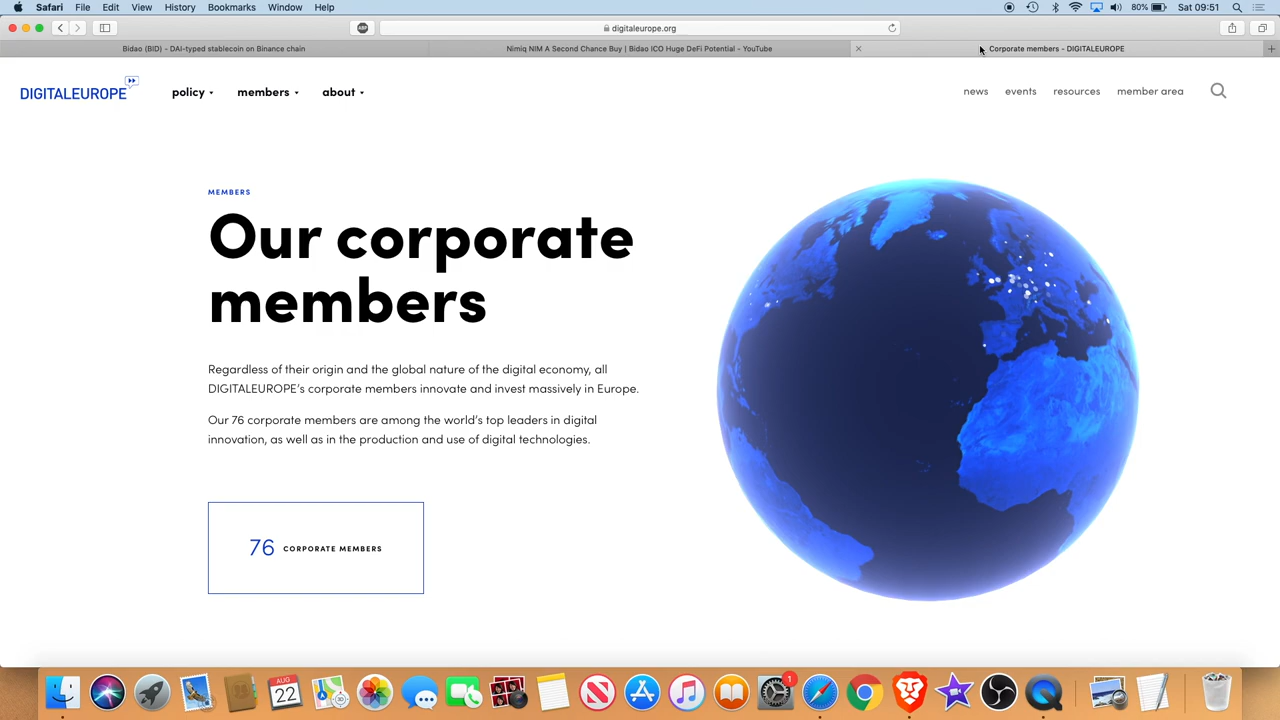 Safari File Edit View History Bookmarks Window Help
80% Sat 09:51
ABP
digitaleurope.org
Bidao (BID) - DAI-typed stablecoin on Binance chain
Nimiq NIM A Second Chance Buy | Bidao ICO Huge DeFi Potential - YouTube
Corporate members - DIGITALEUROPE
DIGITALEUROPE
policy members about
news events resources member area
MEMBERS
Our corporate
members
Regardless of their origin and the global nature of the digital economy, all
DIGITALEUROPE's corporate members innovate and invest massively in Europe.
Our 76 corporate members are among the world's top leaders in digital
innovation, as well as in the production and use of digital technologies.
76 CORPORATE MEMBERS
AUG
22
1